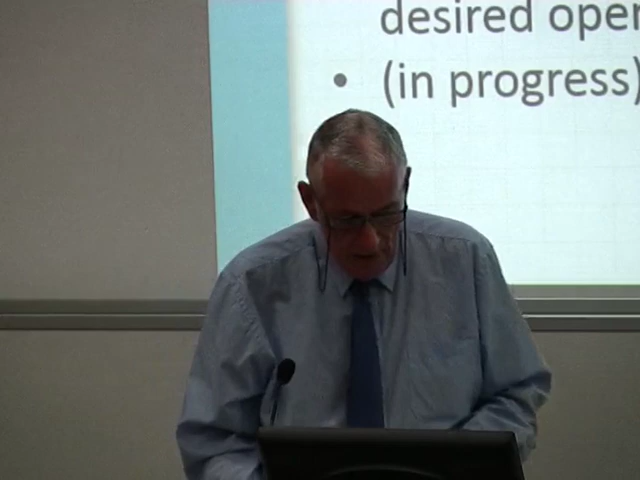 desired oper
• (in progress)